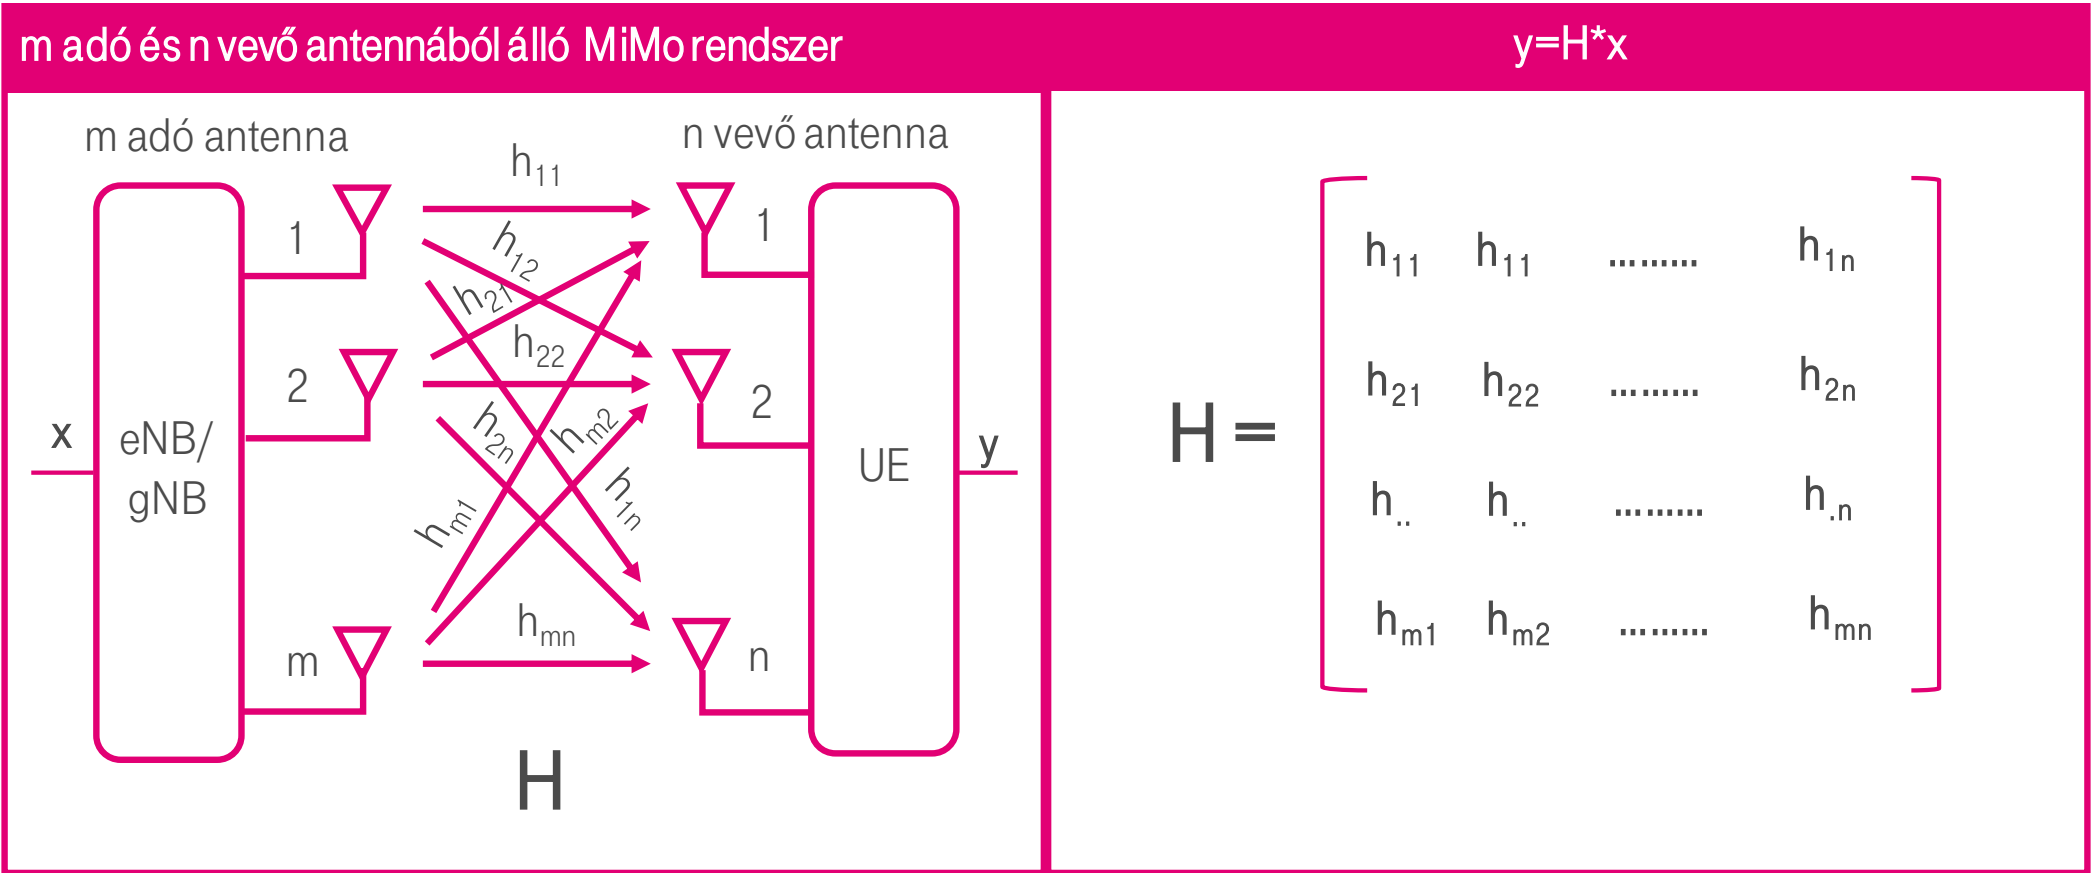 m adó és n vevő antennából álló MiMo rendszer
y=H*x
m adó antenna
n vevő antenna
h11
1
1
h12
h21
h22
2
2
x
eNB/
gNB
h2n
hm2
UE
y
hm1
h1n
hmn
m
n
H
H =
h11 h11 ......... h1n
h21 h22 ......... h2n
h.. h.. ......... h.n
hm1 hm2 ......... hmn